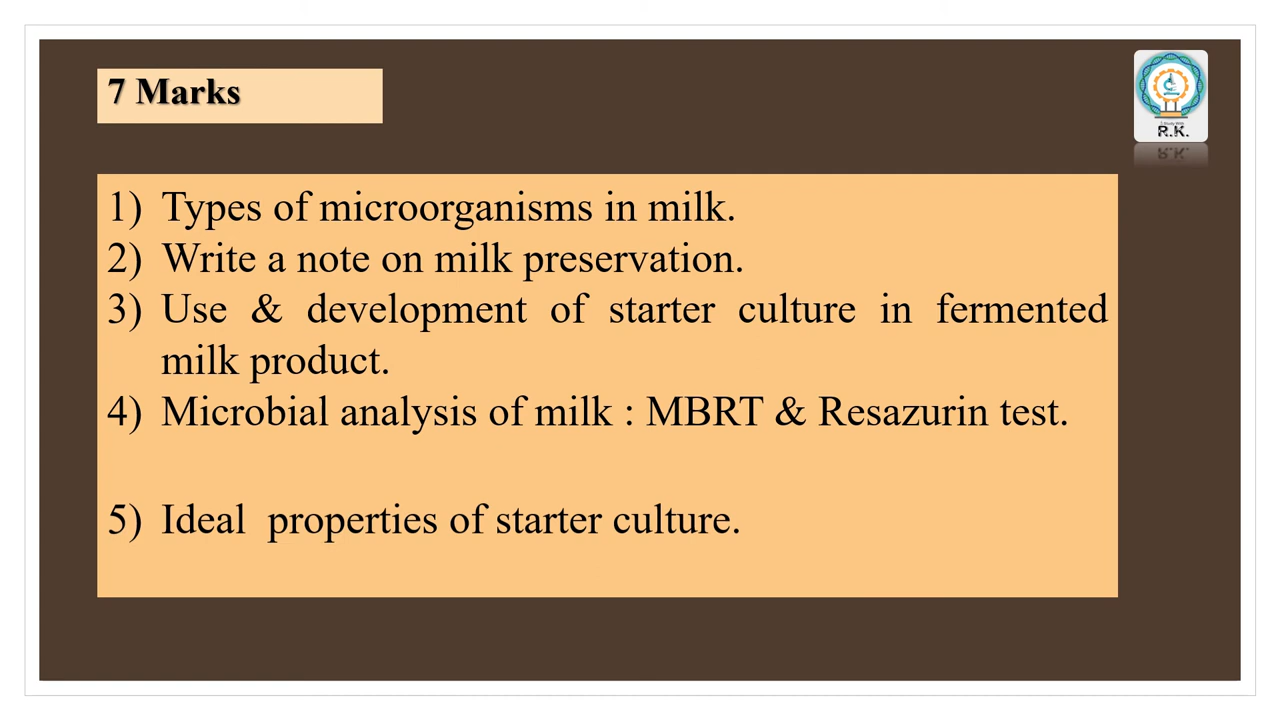 7 Marks
R.K.
1) Types of microorganisms in milk.
2) Write a note on milk preservation.
3) Use & development of starter culture in fermented
milk product.
4) Microbial analysis of milk : MBRT & Resazurin test.
5) Ideal properties of starter culture.